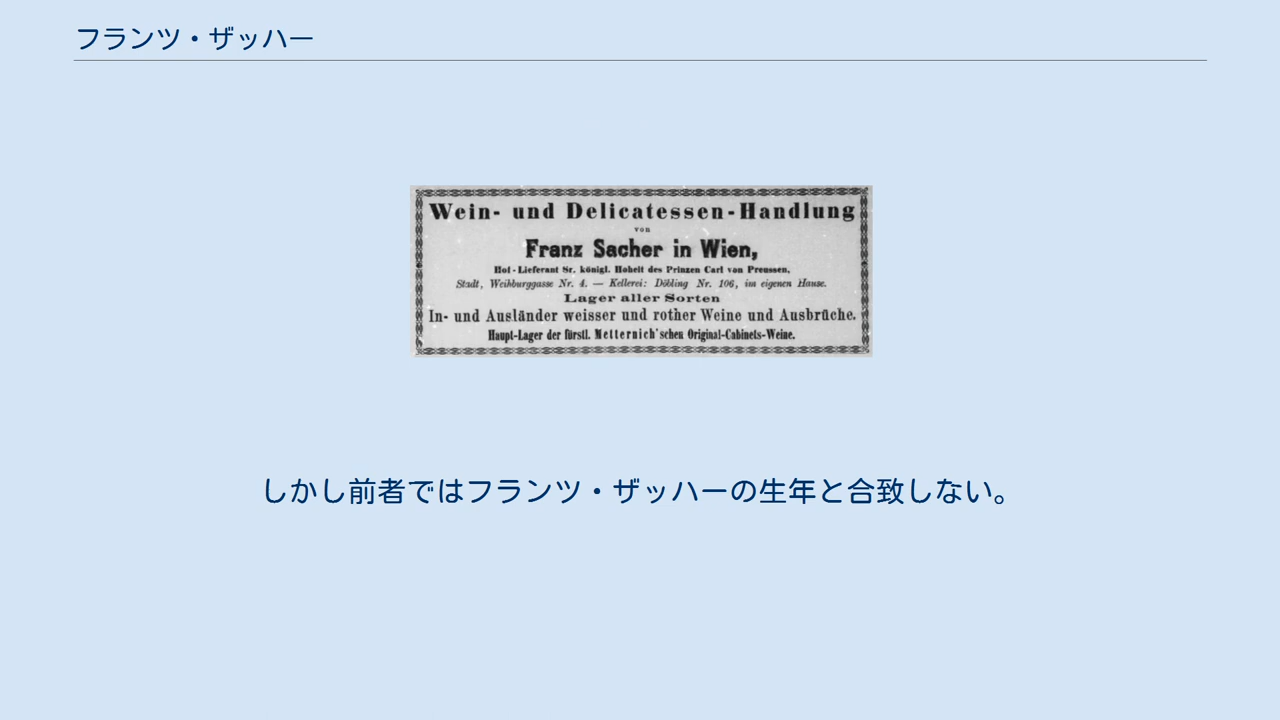 フランツ・ザッハー
Wein- und Delicatessen-Handlung
von
Franz Sacher in Wien,
Hof-Lieferant Sr. königl. Hoheit des Prinzen Carl von Preussen,
Stadt, Weihburggasse Nr. 4. — Kellerei: Döbling Nr. 106, im eigenen Hause.
Lager aller Sorten
In- und Ausländer weisser und rother Weine und Ausbrüche.
Haupt-Lager der fürstl. Metternich'schen Original-Cabinets-Weine.
しかし前者ではフランツ・ザッハーの生年と合致しない。